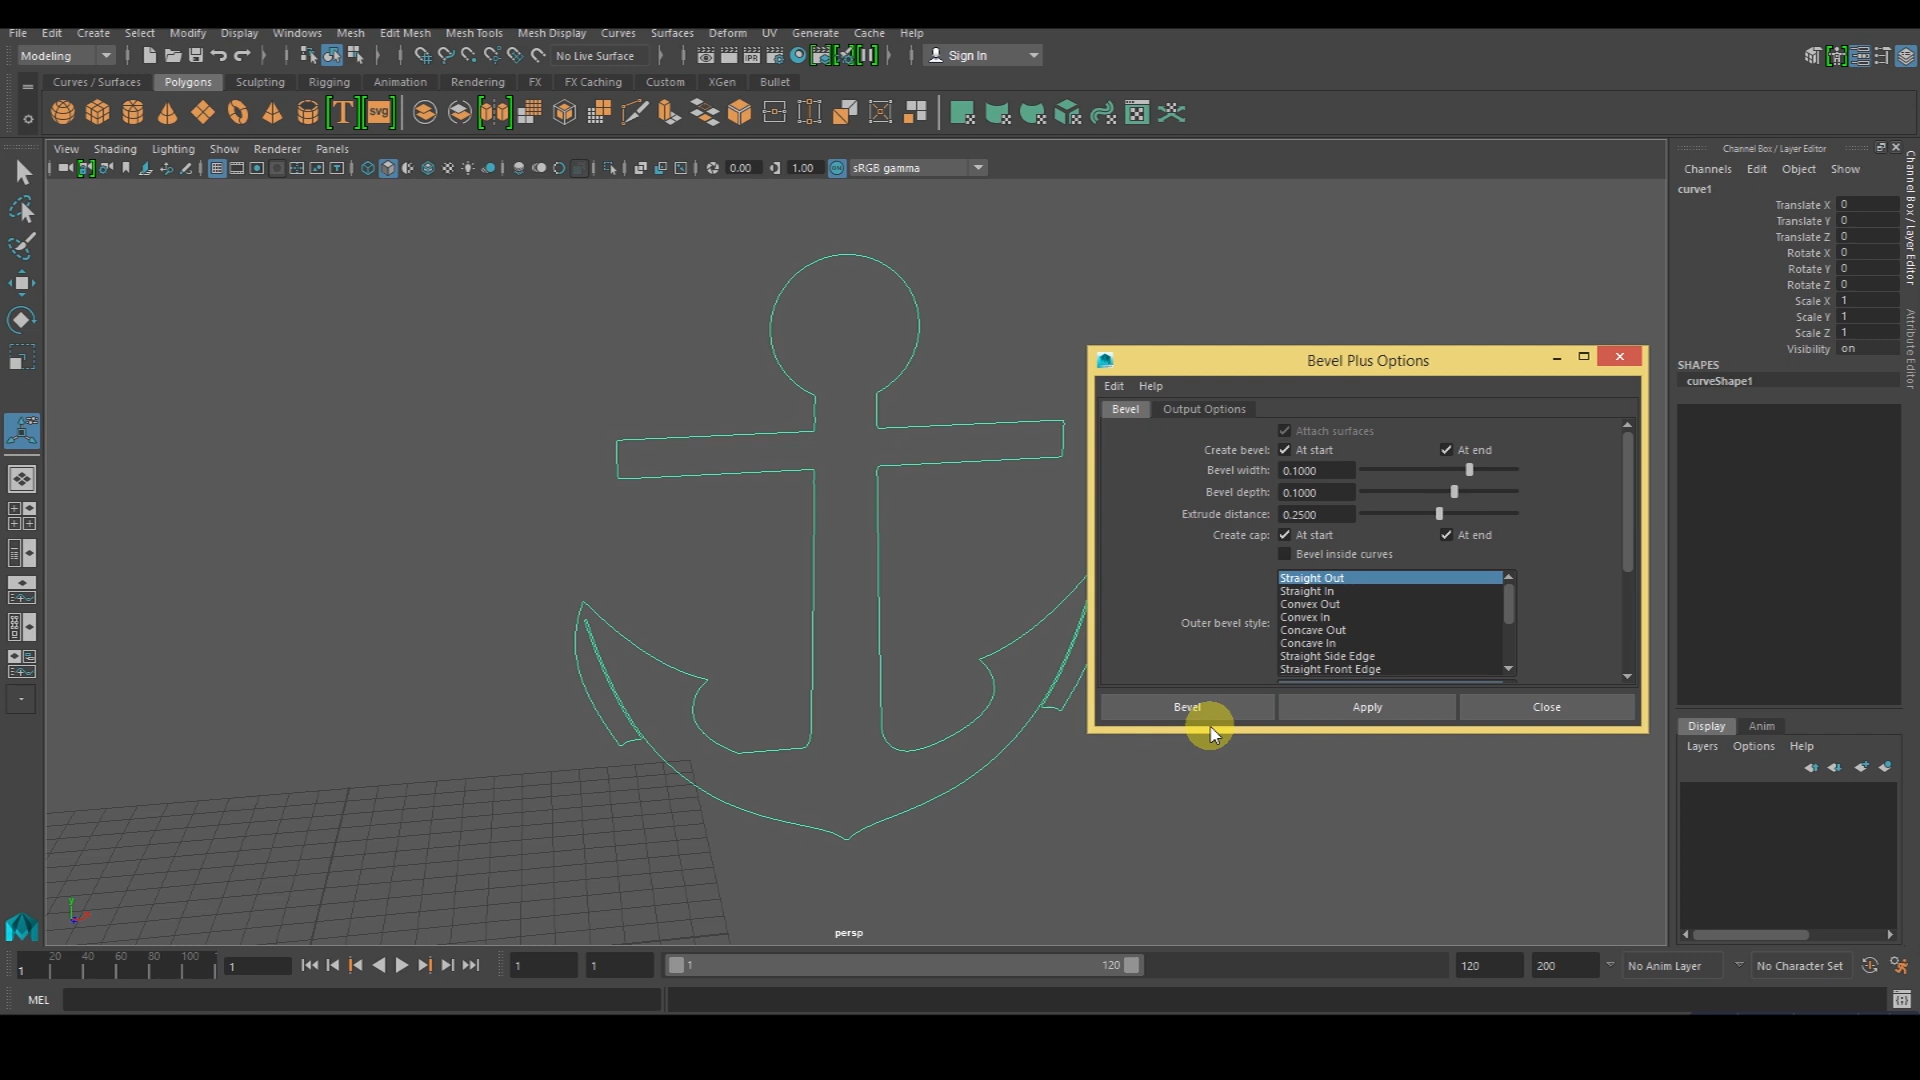 File Edit Create Select Modify Display Windows Mesh Edit Mesh Mesh Tools Mesh Display Curves Surfaces Deform UV Generate Cache Help
Modeling No Live Surface IPR Sign In
Curves / Surfaces Polygons Sculpting Rigging Animation Rendering FX FX Caching Custom XGen Bullet
T svg
View Shading Lighting Show Renderer Panels
0.00 1.00 sRGB gamma
Channel Box / Layer Editor
Channels Edit Object Show
curve1
Translate X 0
Translate Y 0
Translate Z 0
Rotate X 0
Rotate Y 0
Rotate Z 0
Scale X 1
Scale Y 1
Scale Z 1
Visibility on
SHAPES
curveShape1
Channel Box / Layer Editor
Attribute Editor
Bevel Plus Options
Edit Help
Bevel Output Options
Attach surfaces
Create bevel: At start At end
Bevel width: 0.1000
Bevel depth: 0.1000
Extrude distance: 0.2500
Create cap: At start At end
Bevel inside curves
Outer bevel style:
Straight Out
Straight In
Convex Out
Convex In
Concave Out
Concave In
Straight Side Edge
Straight Front Edge
Bevel Apply Close
Display Anim
Layers Options Help
y
persp
20 40 60 80 100
1 1 1 1 1 120 120 200 No Anim Layer No Character Set
MEL